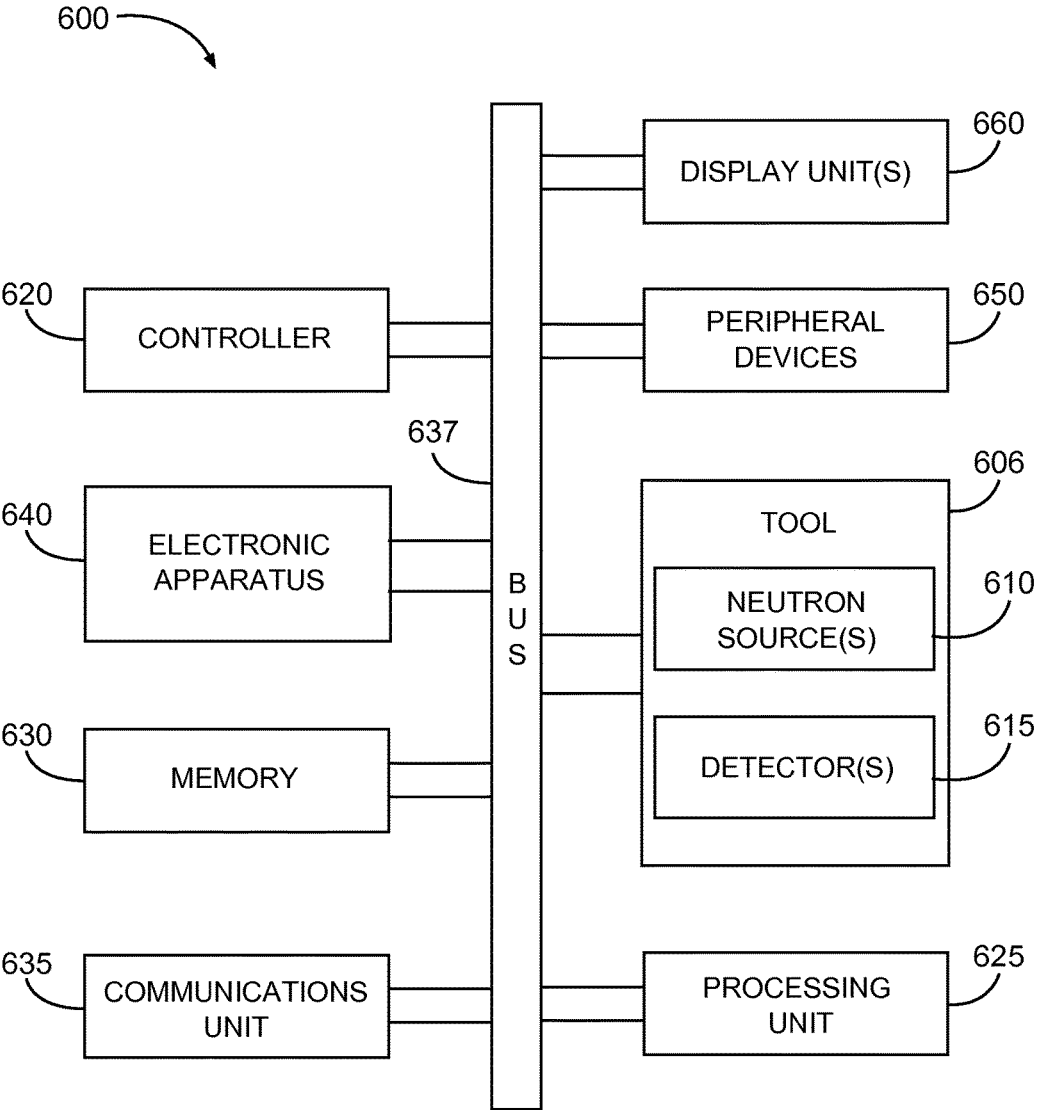 600
660
DISPLAY UNIT(S)
620
CONTROLLER
650
PERIPHERAL
DEVICES
637
606
TOOL
640
ELECTRONIC
APPARATUS
B
U
S
610
NEUTRON
SOURCE(S)
630
MEMORY
615
DETECTOR(S)
635
COMMUNICATIONS
UNIT
625
PROCESSING
UNIT